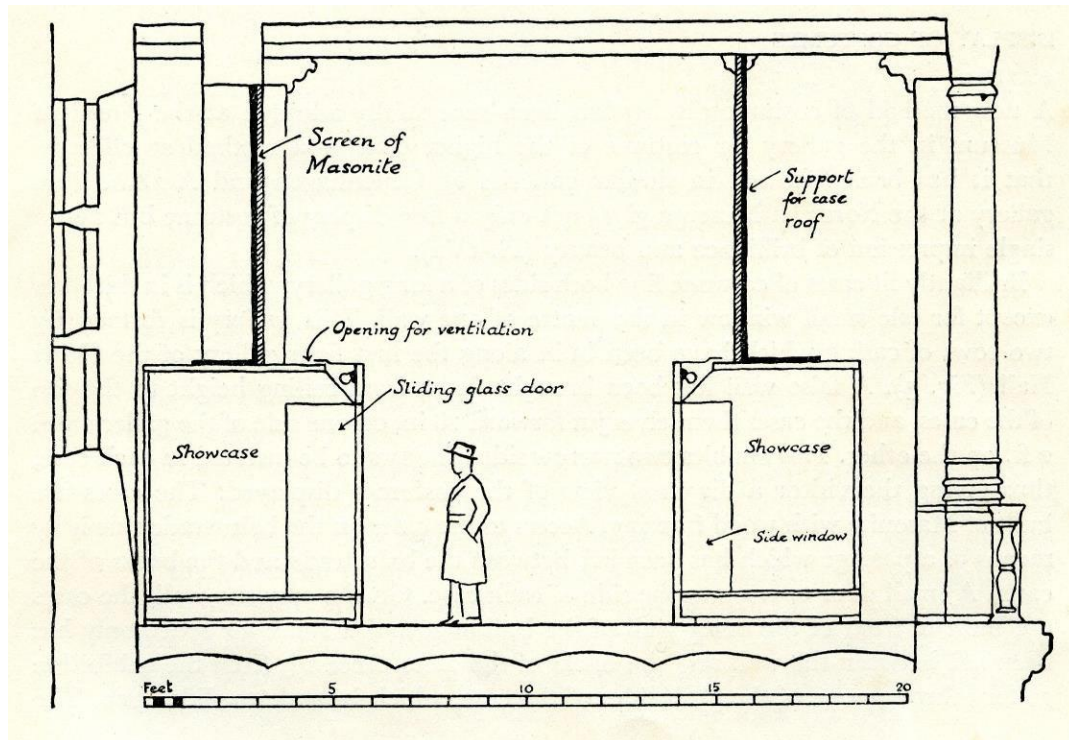 Screen of
Masonite
Support
for case
roof
Opening for ventilation
Sliding glass door
Showcase
Showcase
Side window
Feet
5
10
15
20